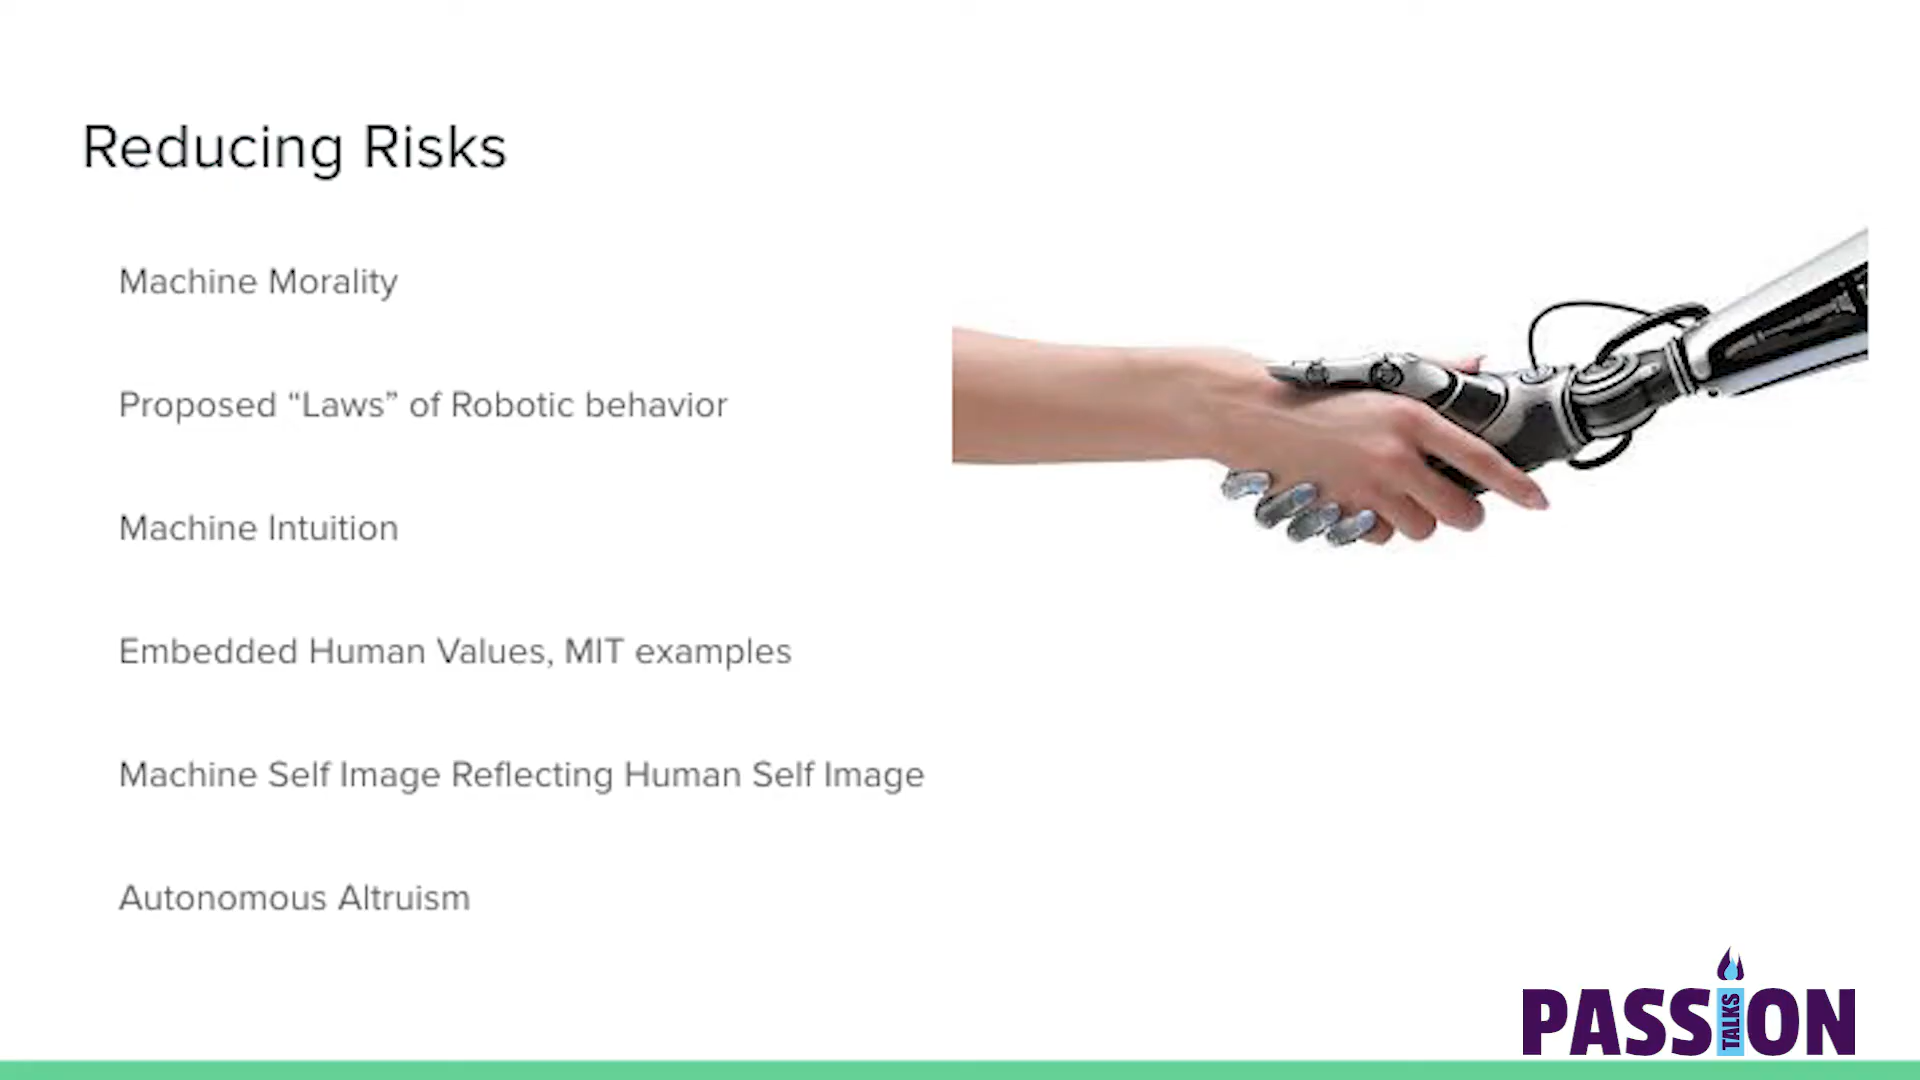 Reducing Risks
Machine Morality
Proposed “Laws” of Robotic behavior
Machine Intuition
Embedded Human Values, MIT examples
Machine Self Image Reflecting Human Self Image
Autonomous Altruism
PASSION
TALKS